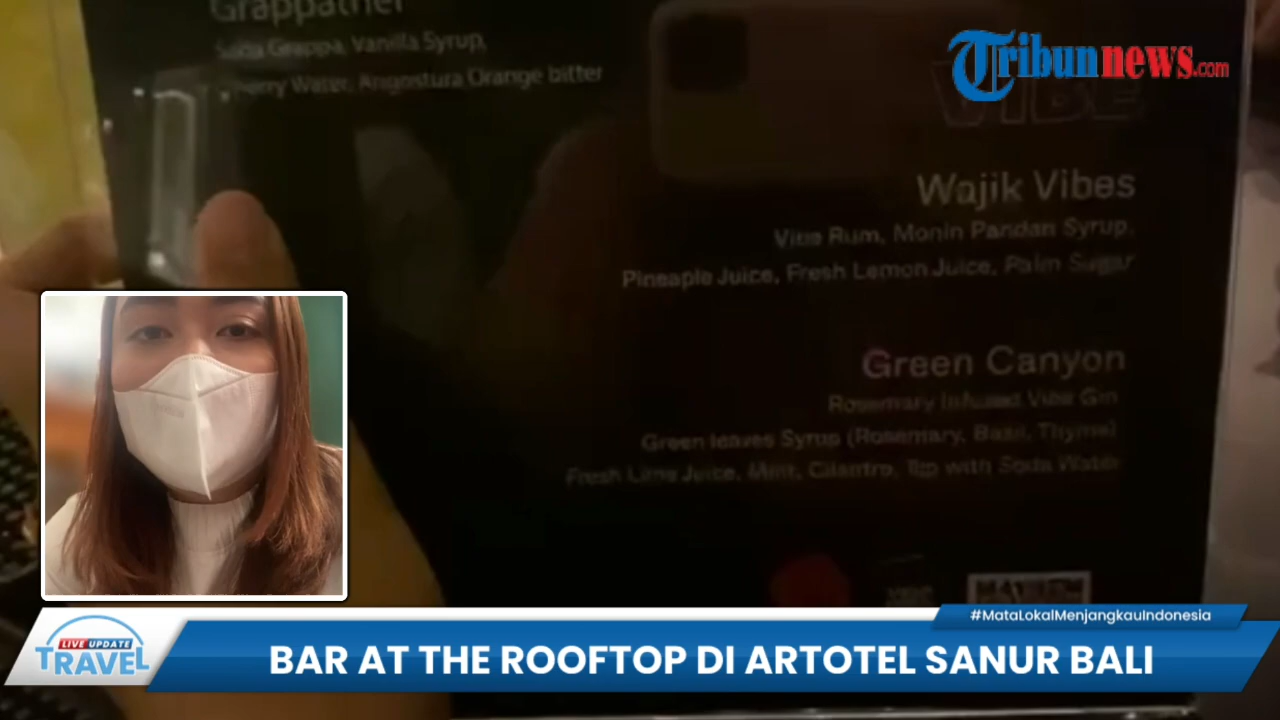 Grappather
Grappa, Vanilla Syrup,
Water, Angostura Orange bitter
Tribunnews.com
VIBE
Wajik Vibes
Vibe Rum, Monin Pandan Syrup,
Pineaple Juice, Fresh Lemon Juice, Palm Sugar
Green Canyon
Rosemary Infused Vibe Gin
Green leaves Syrup (Rosemary, Basil, Thyme)
Fresh Lime Juice, Mint, Cilantro, Top with Soda Water
#MataLokalMenjangkauIndonesia
LIVE UPDATE
TRAVEL
BAR AT THE ROOFTOP DI ARTOTEL SANUR BALI